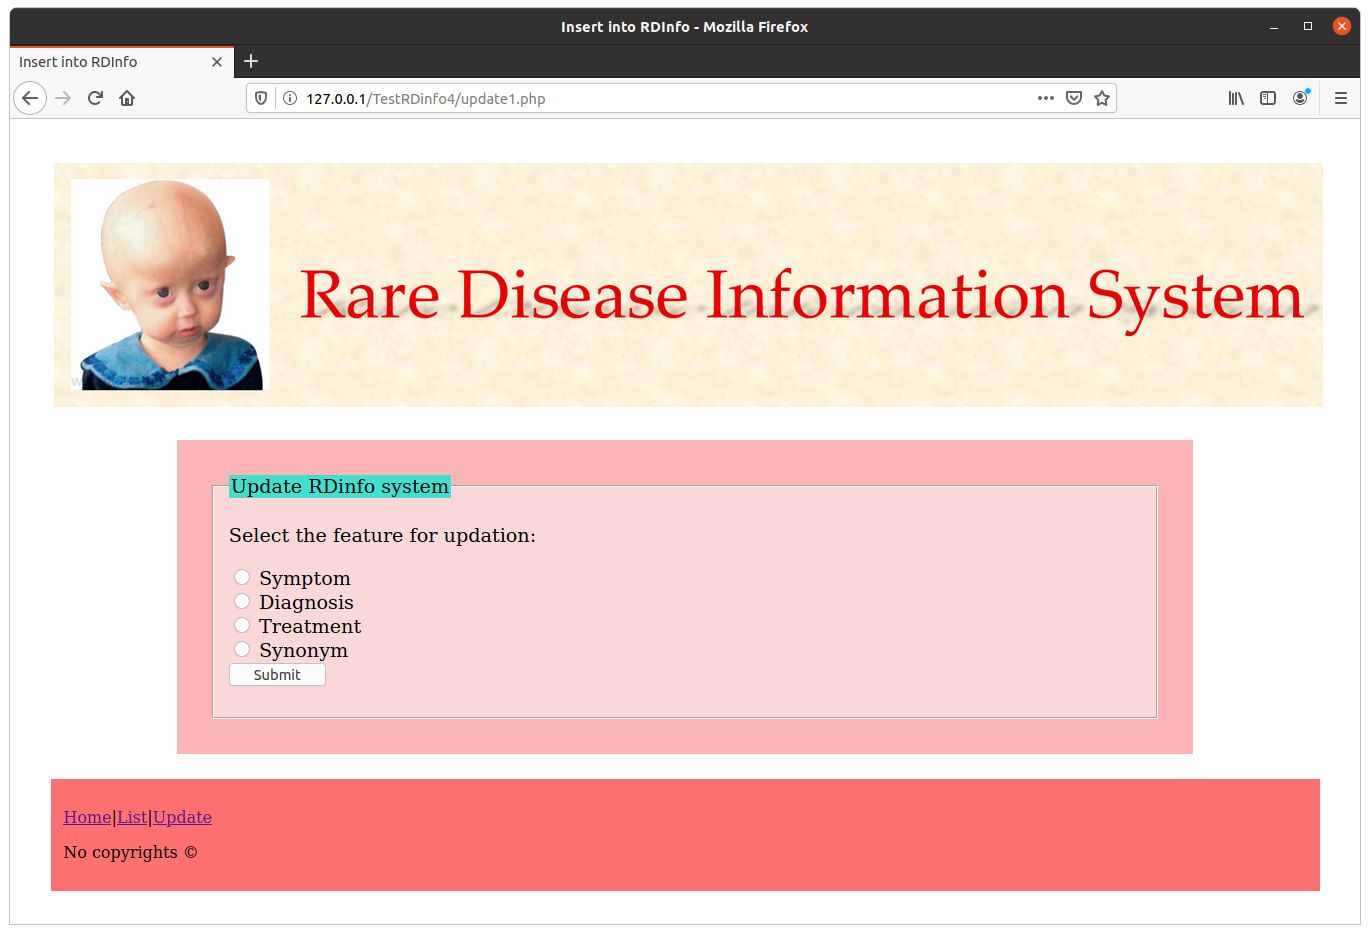 Insert into RDInfo - Mozilla Firefox
Insert into RDInfo
127.0.0.1/TestRDinfo4/update1.php
Rare Disease Information System
Update RDinfo system
Select the feature for updation:
Symptom
Diagnosis
Treatment
Synonym
Submit
Home|List|Update
No copyrights ©